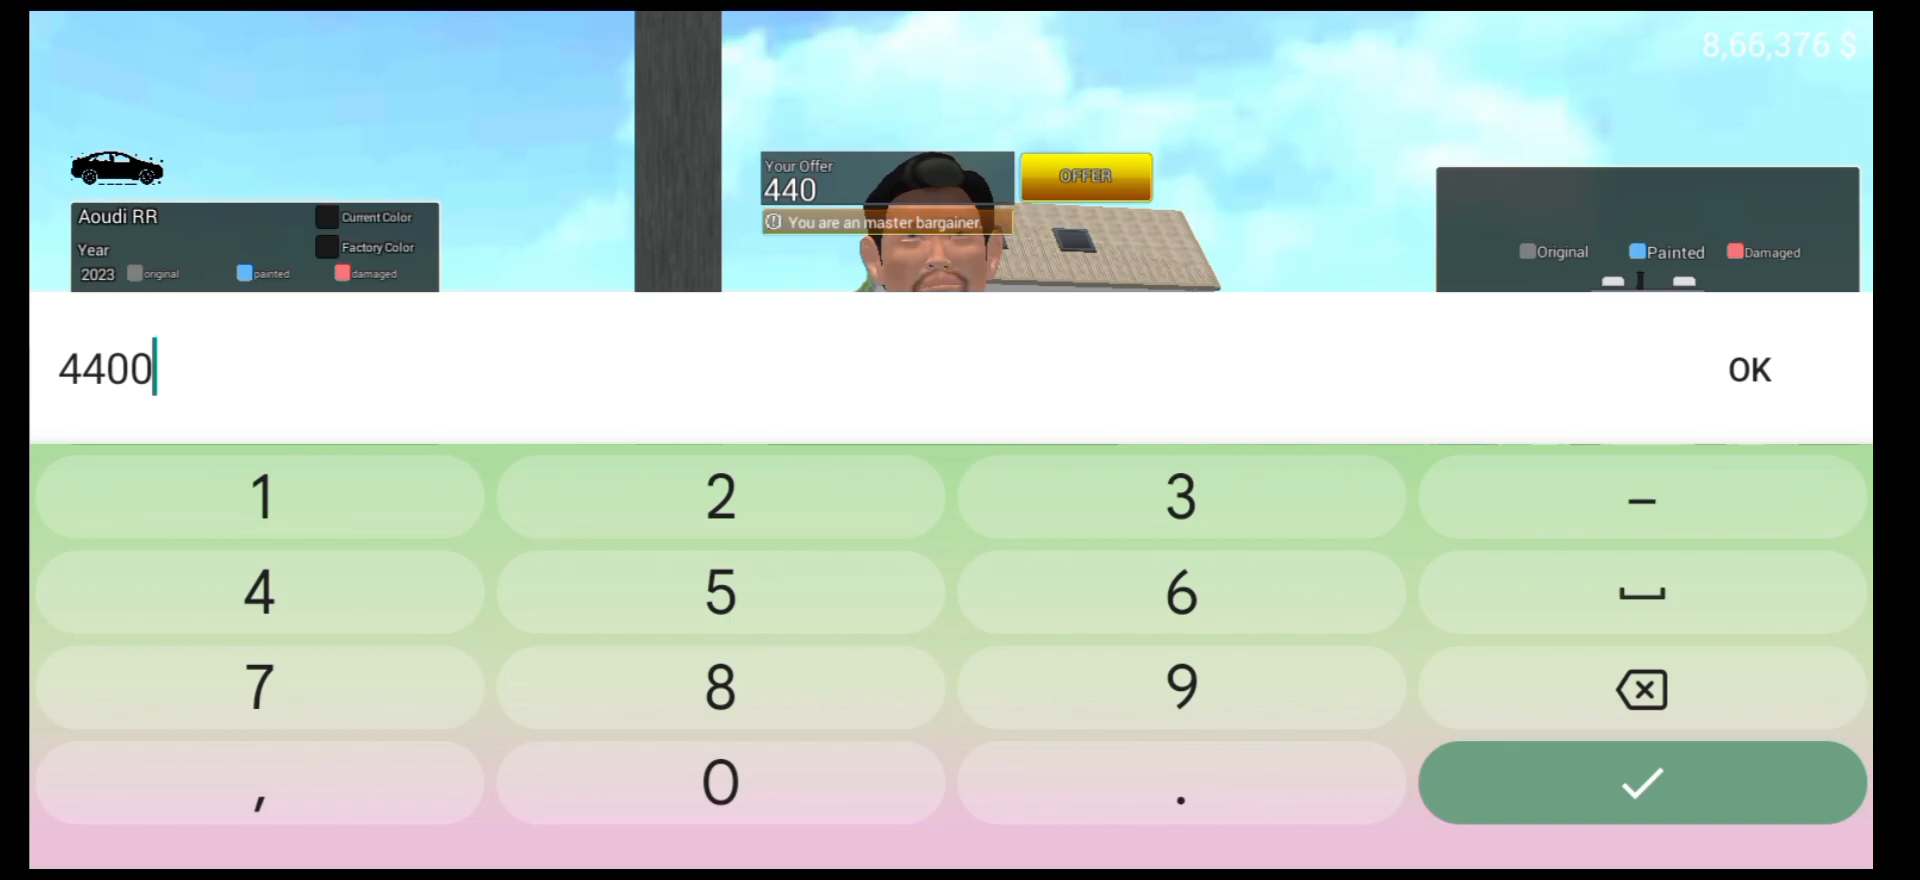 8,66,376 $
Your Offer
440
OFFER
You are an master bargainer.
Aoudi RR
Current Color
Year
Factory Color
2023 original painted damaged
Original Painted Damaged
4400
OK
1 2 3 –
4 5 6
7 8 9
, 0 .